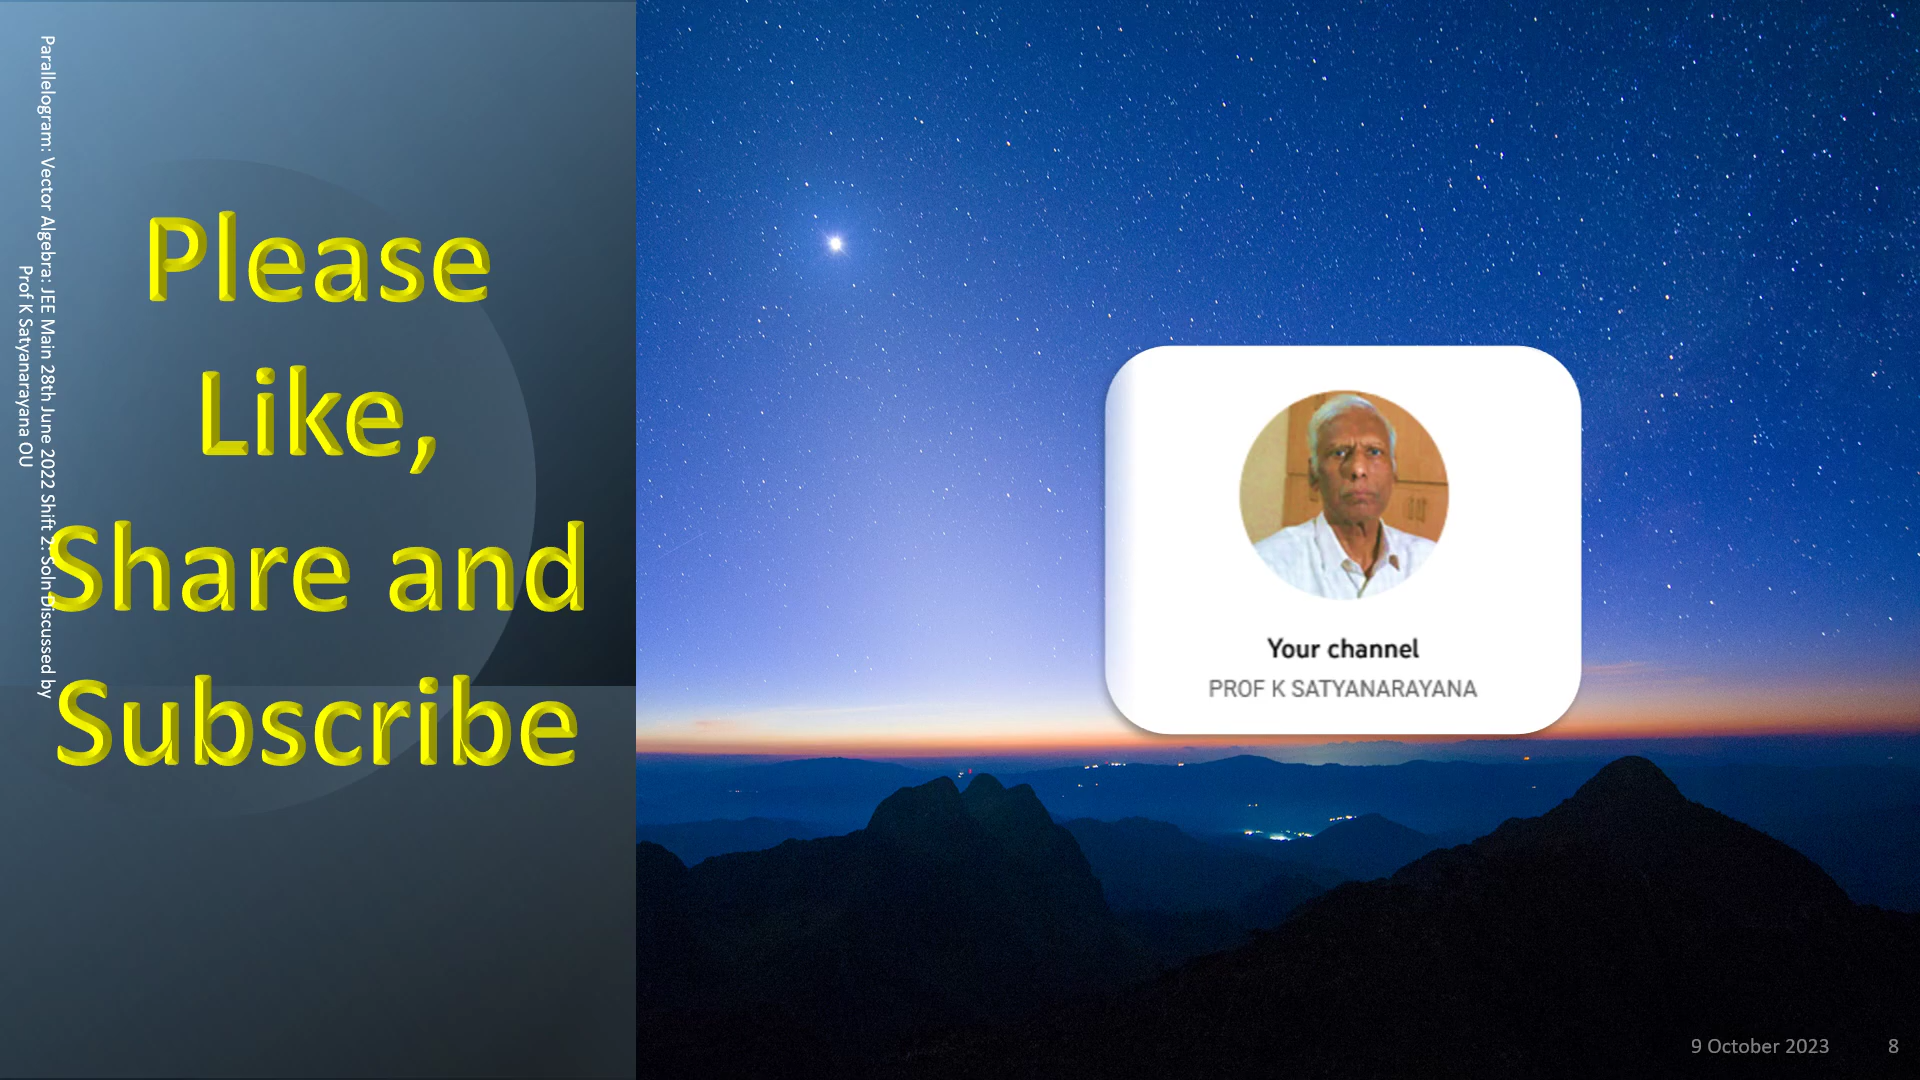 Parallelogram: Vector Algebra: JEE Main 28th June 2022 Shift 2: Soln Discussed by
Prof K Satyanarayana OU
Please
Like,
Share and
Subscribe
Your channel
PROF K SATYANARAYANA
9 October 2023
8